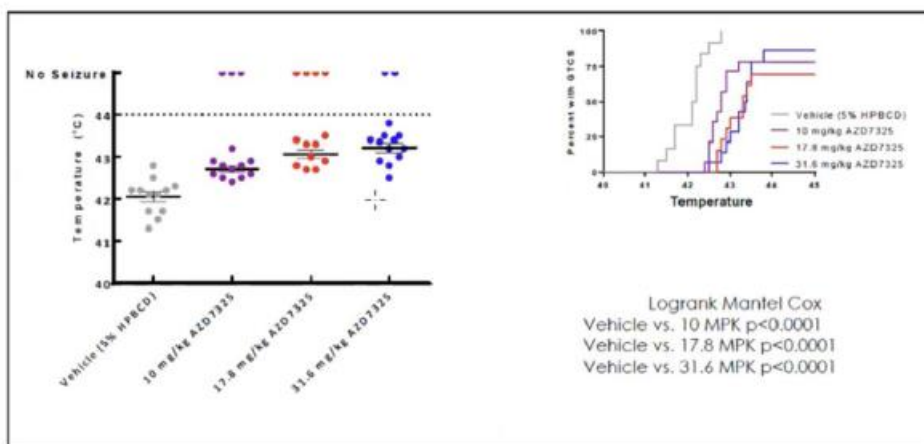 No Seizure
44
43
42
41
40
Temperature (°C)
Vehicle (5% HPBCD)
10 mg/kg AZD7325
17.8 mg/kg AZD7325
31.6 mg/kg AZD7325
100
75
50
25
0
Percent with GTCS
40 41 42 43 44 45
Temperature
Vehicle (5% HPBCD)
10 mg/kg AZD7325
17.8 mg/kg AZD7325
31.6 mg/kg AZD7325
Logrank Mantel Cox
Vehicle vs. 10 MPK p<0.0001
Vehicle vs. 17.8 MPK p<0.0001
Vehicle vs. 31.6 MPK p<0.0001